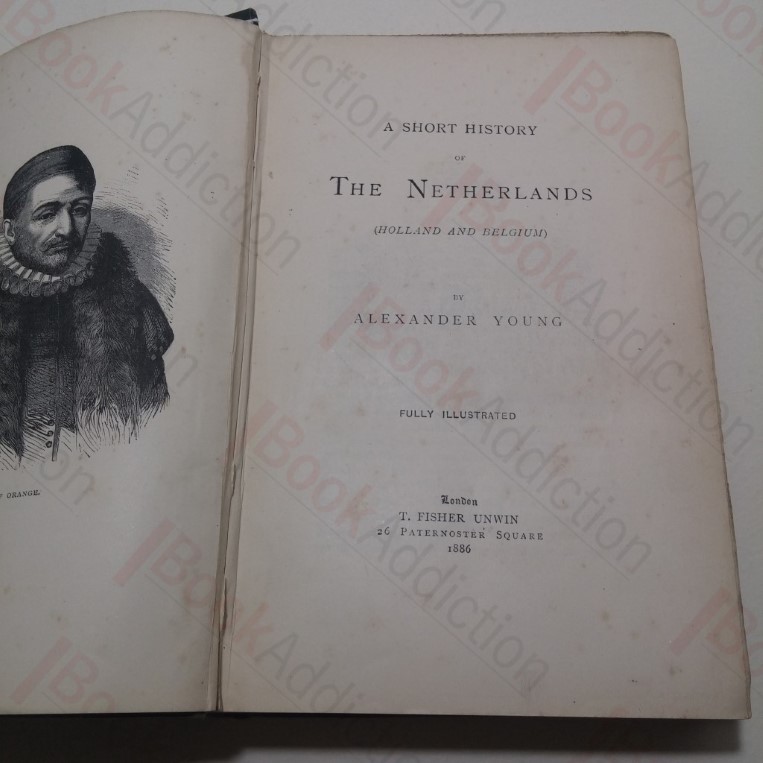 ORANGE.
A SHORT HISTORY
OF
THE NETHERLANDS
(HOLLAND AND BELGIUM)
BY
ALEXANDER YOUNG
FULLY ILLUSTRATED
London
T. FISHER UNWIN
26 PATERNOSTER SQUARE
1886
BookAddiction